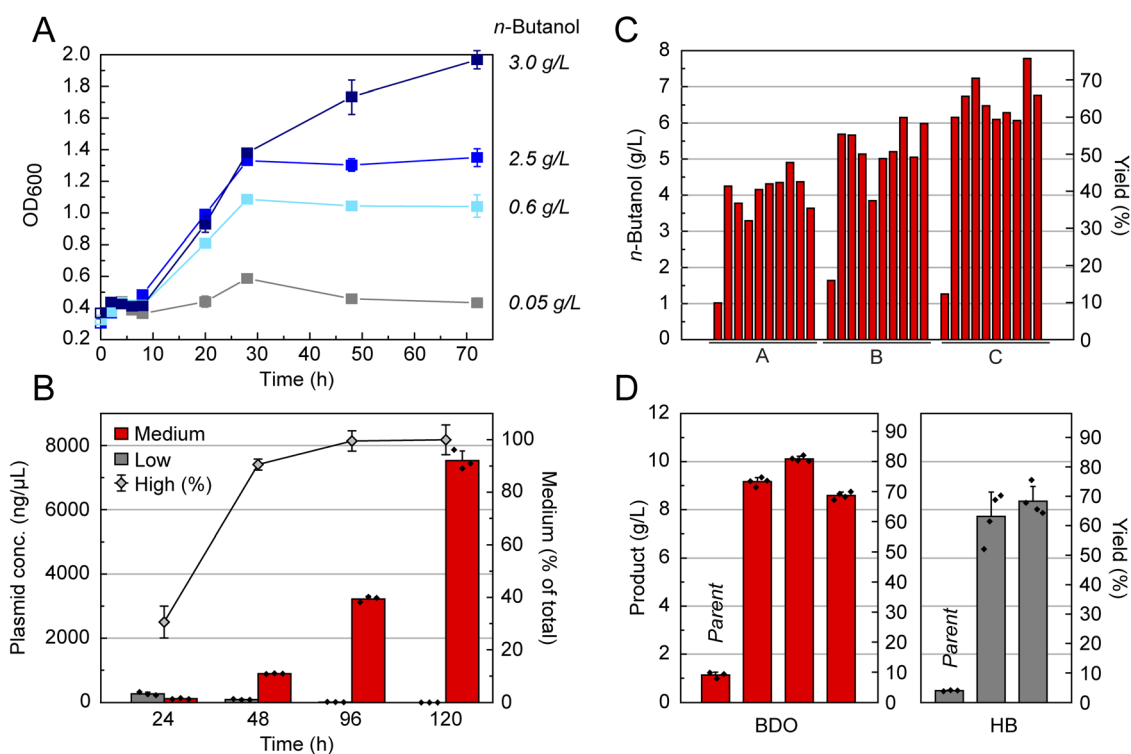 A
n-Butanol
2.0
1.8
1.6
1.4
1.2
1.0
0.8
0.6
0.4
0.2
OD600
3.0 g/L
2.5 g/L
0.6 g/L
0.05 g/L
0 10 20 30 40 50 60 70
Time (h)
C
8
7
6
5
4
3
2
1
0
n-Butanol (g/L)
70
60
50
40
30
20
10
0
Yield (%)
A B C
B
8000
6000
4000
2000
0
Plasmid conc. (ng/µL)
Medium
Low
High (%)
100
80
60
40
20
0
Medium (% of total)
24 48 96 120
Time (h)
D
12
10
8
6
4
2
0
Product (g/L)
Parent
90
80
70
60
50
40
30
20
10
0
BDO
Parent
90
80
70
60
50
40
30
20
10
0
Yield (%)
HB